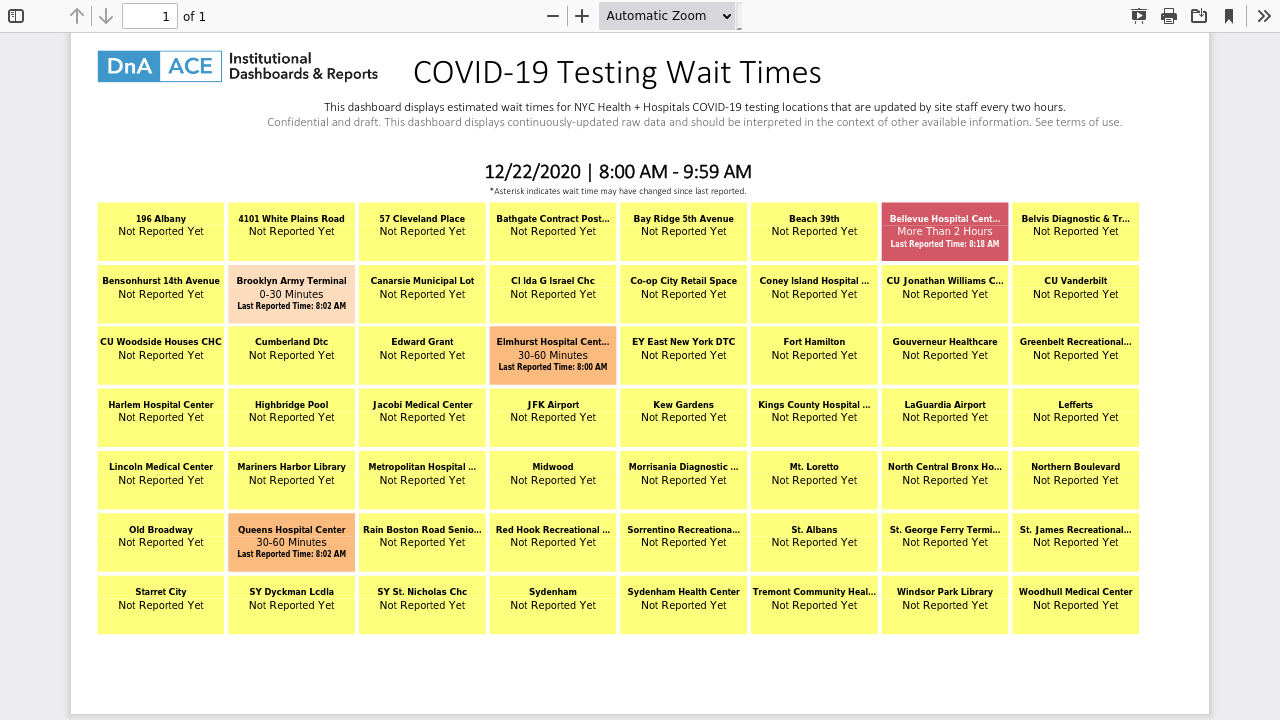 1 of 1 Automatic Zoom
DnA ACE Institutional
Dashboards & Reports
COVID-19 Testing Wait Times
This dashboard displays estimated wait times for NYC Health + Hospitals COVID-19 testing locations that are updated by site staff every two hours.
Confidential and draft. This dashboard displays continuously-updated raw data and should be interpreted in the context of other available information. See terms of use.
12/22/2020 | 8:00 AM - 9:59 AM
*Asterisk indicates wait time may have changed since last reported.
196 Albany
Not Reported Yet
4101 White Plains Road
Not Reported Yet
57 Cleveland Place
Not Reported Yet
Bathgate Contract Post...
Not Reported Yet
Bay Ridge 5th Avenue
Not Reported Yet
Beach 39th
Not Reported Yet
Bellevue Hospital Cent...
More Than 2 Hours
Last Reported Time: 8:18 AM
Belvis Diagnostic & Tr...
Not Reported Yet
Bensonhurst 14th Avenue
Not Reported Yet
Brooklyn Army Terminal
0-30 Minutes
Last Reported Time: 8:02 AM
Canarsie Municipal Lot
Not Reported Yet
Cl Ida G Israel Chc
Not Reported Yet
Co-op City Retail Space
Not Reported Yet
Coney Island Hospital ...
Not Reported Yet
CU Jonathan Williams C...
Not Reported Yet
CU Vanderbilt
Not Reported Yet
CU Woodside Houses CHC
Not Reported Yet
Cumberland Dtc
Not Reported Yet
Edward Grant
Not Reported Yet
Elmhurst Hospital Cent...
30-60 Minutes
Last Reported Time: 8:00 AM
EY East New York DTC
Not Reported Yet
Fort Hamilton
Not Reported Yet
Gouverneur Healthcare
Not Reported Yet
Greenbelt Recreational...
Not Reported Yet
Harlem Hospital Center
Not Reported Yet
Highbridge Pool
Not Reported Yet
Jacobi Medical Center
Not Reported Yet
JFK Airport
Not Reported Yet
Kew Gardens
Not Reported Yet
Kings County Hospital ...
Not Reported Yet
LaGuardia Airport
Not Reported Yet
Lefferts
Not Reported Yet
Lincoln Medical Center
Not Reported Yet
Mariners Harbor Library
Not Reported Yet
Metropolitan Hospital ...
Not Reported Yet
Midwood
Not Reported Yet
Morrisania Diagnostic ...
Not Reported Yet
Mt. Loretto
Not Reported Yet
North Central Bronx Ho...
Not Reported Yet
Northern Boulevard
Not Reported Yet
Old Broadway
Not Reported Yet
Queens Hospital Center
30-60 Minutes
Last Reported Time: 8:02 AM
Rain Boston Road Senio...
Not Reported Yet
Red Hook Recreational ...
Not Reported Yet
Sorrentino Recreationa...
Not Reported Yet
St. Albans
Not Reported Yet
St. George Ferry Termi...
Not Reported Yet
St. James Recreational...
Not Reported Yet
Starret City
Not Reported Yet
SY Dyckman Lcdla
Not Reported Yet
SY St. Nicholas Chc
Not Reported Yet
Sydenham
Not Reported Yet
Sydenham Health Center
Not Reported Yet
Tremont Community Heal...
Not Reported Yet
Windsor Park Library
Not Reported Yet
Woodhull Medical Center
Not Reported Yet